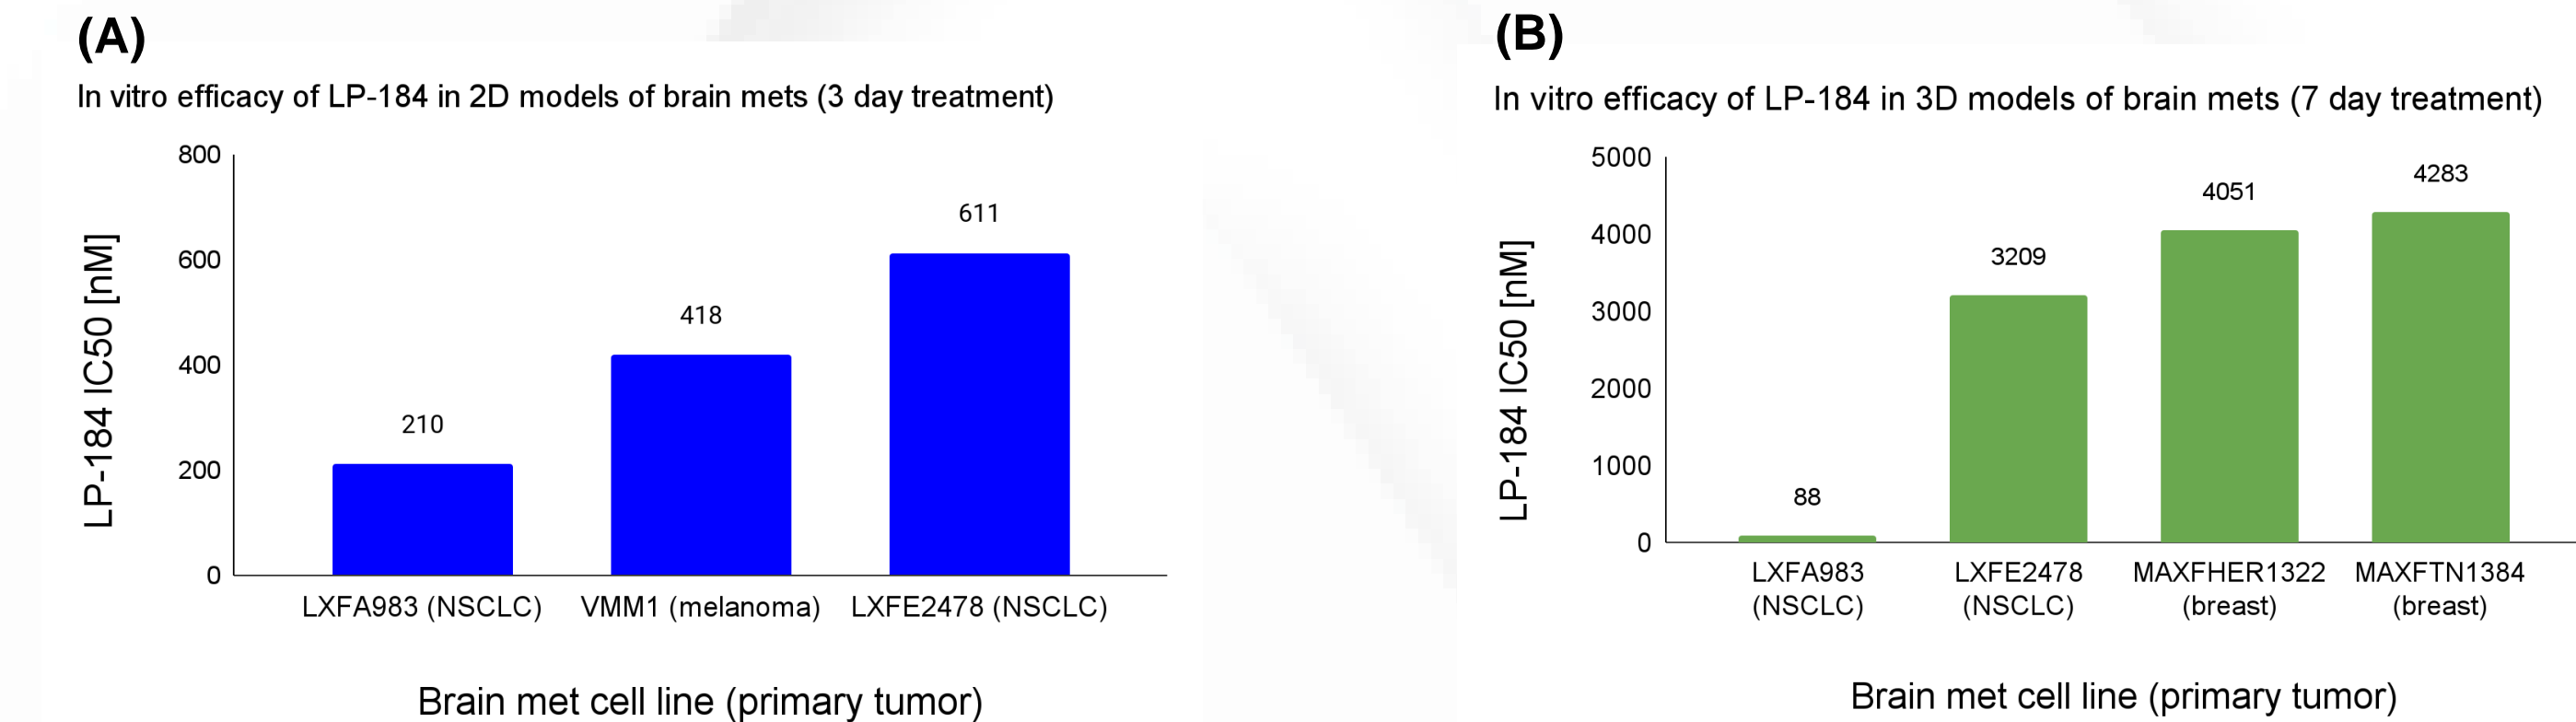 (A)
In vitro efficacy of LP-184 in 2D models of brain mets (3 day treatment)
LP-184 IC50 [nM]
800
600
400
200
0
210
418
611
LXFA983 (NSCLC)
VMM1 (melanoma)
LXFE2478 (NSCLC)
Brain met cell line (primary tumor)
(B)
In vitro efficacy of LP-184 in 3D models of brain mets (7 day treatment)
LP-184 IC50 [nM]
5000
4000
3000
2000
1000
0
88
3209
4051
4283
LXFA983
(NSCLC)
LXFE2478
(NSCLC)
MAXFHER1322
(breast)
MAXFTN1384
(breast)
Brain met cell line (primary tumor)